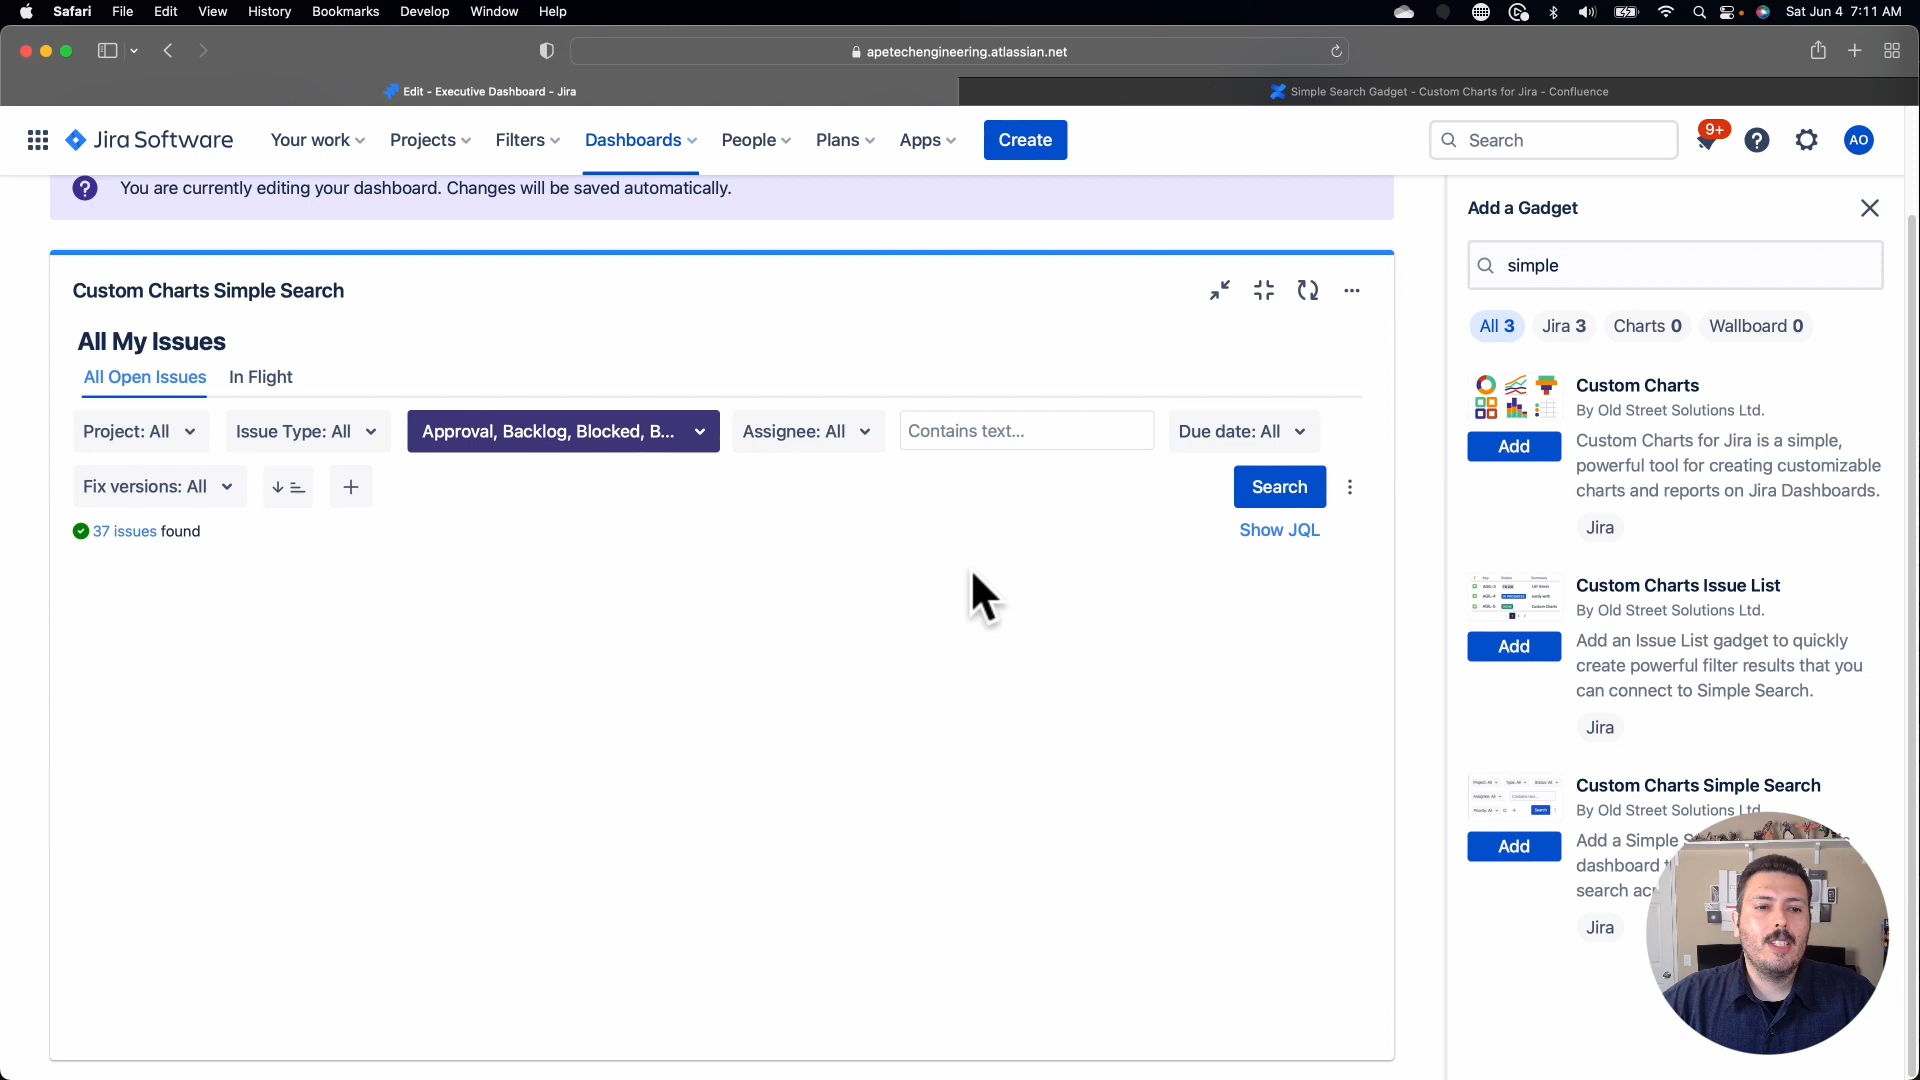 Safari File Edit View History Bookmarks Develop Window Help
Sat Jun 4 7:11 AM
apetechengineering.atlassian.net
Edit - Executive Dashboard - Jira
Simple Search Gadget - Custom Charts for Jira - Confluence
Jira Software
Your work Projects Filters Dashboards People Plans Apps Create
Search
9+
AO
You are currently editing your dashboard. Changes will be saved automatically.
Custom Charts Simple Search
All My Issues
All Open Issues In Flight
Project: All Issue Type: All Approval, Backlog, Blocked, B... Assignee: All Contains text... Due date: All
Fix versions: All
Search
37 issues found
Show JQL
Add a Gadget
simple
All 3 Jira 3 Charts 0 Wallboard 0
Custom Charts
By Old Street Solutions Ltd.
Add
Custom Charts for Jira is a simple,
powerful tool for creating customizable
charts and reports on Jira Dashboards.
Jira
Custom Charts Issue List
By Old Street Solutions Ltd.
Add
Add an Issue List gadget to quickly
create powerful filter results that you
can connect to Simple Search.
Jira
Custom Charts Simple Search
By Old Street Solutions Ltd
Add
Add a Simple
dashboard
search
Jira